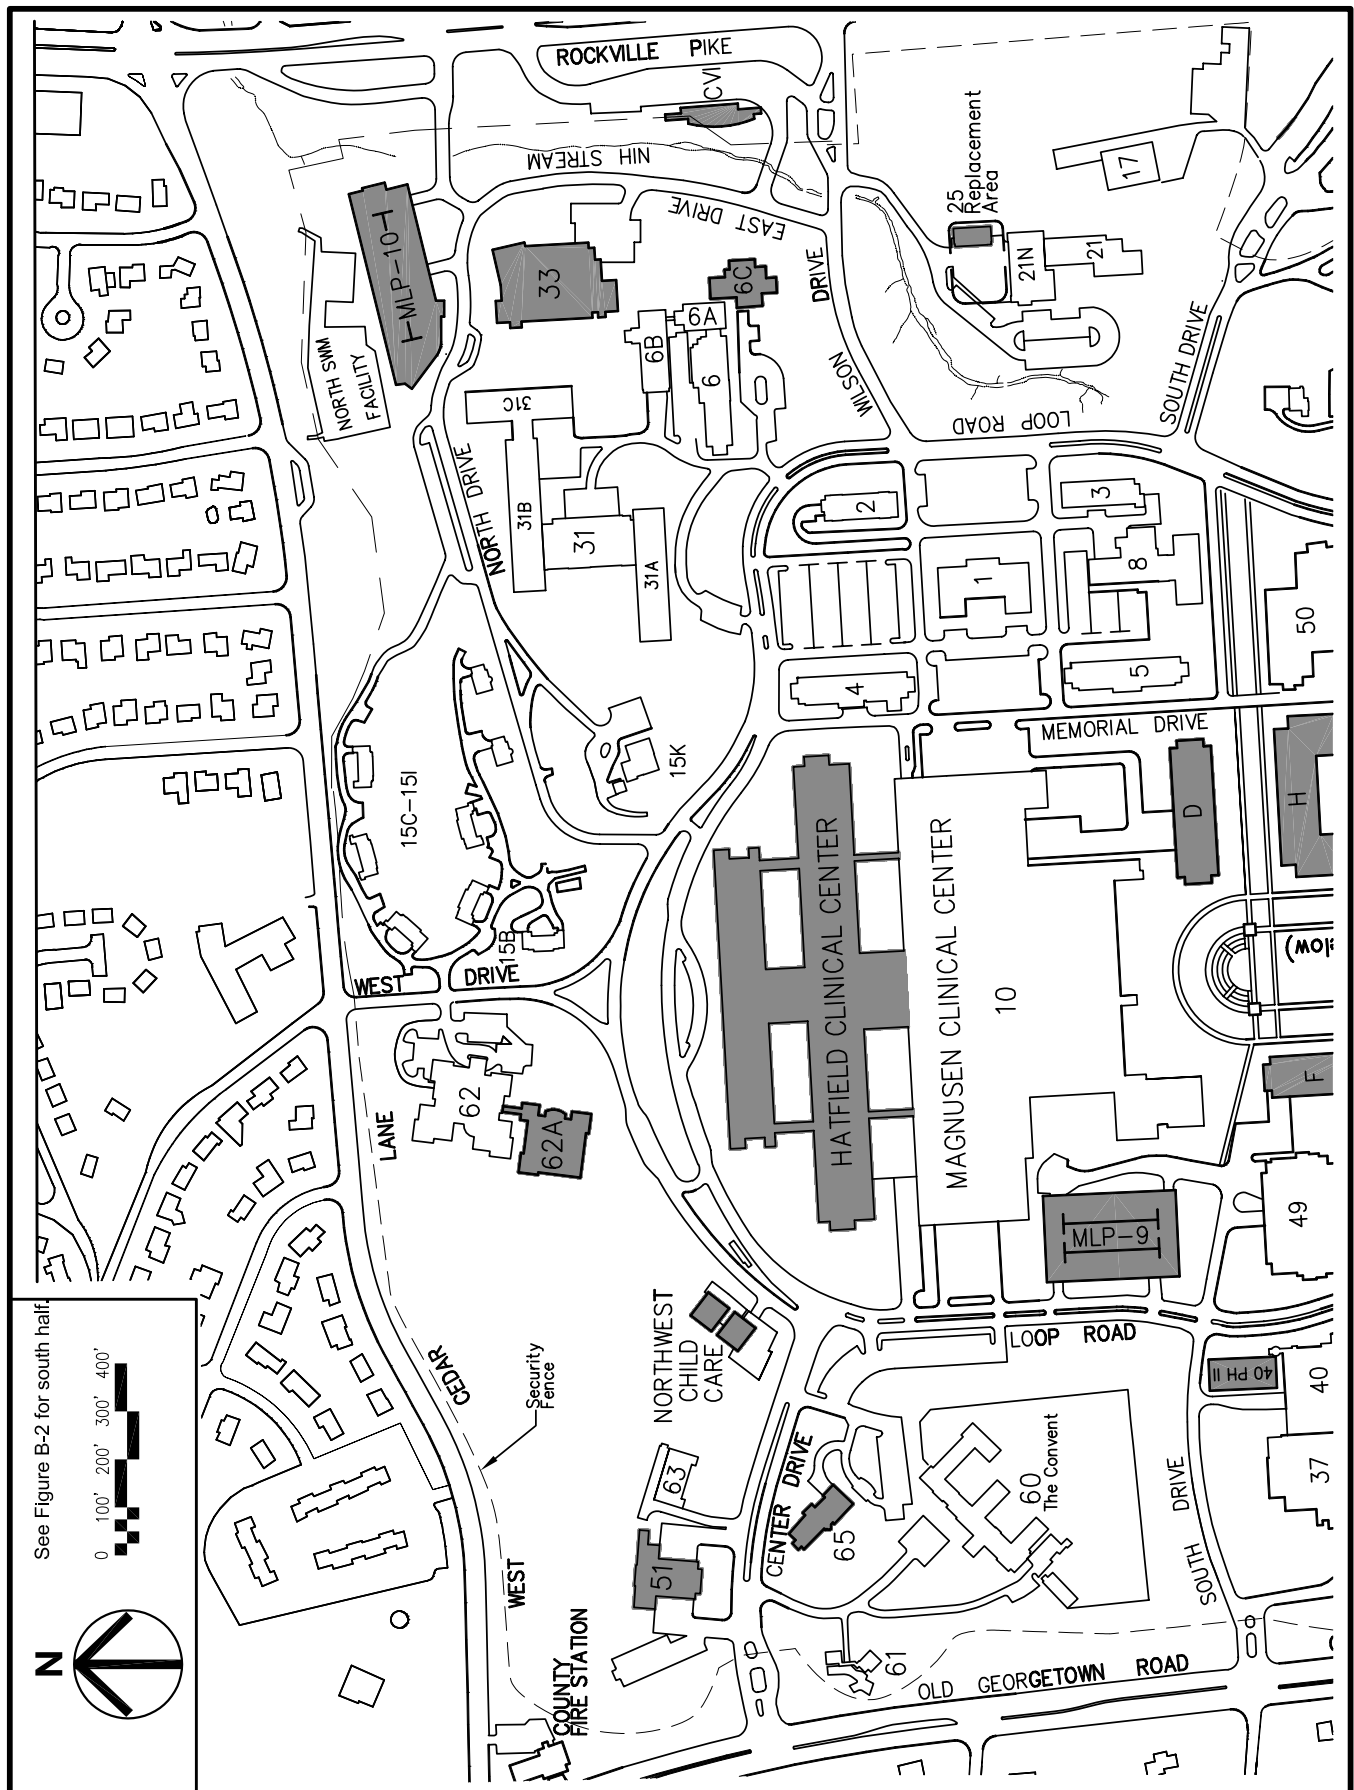 ROCKVILLE PIKE
CVI
NIH STREAM
EAST DRIVE
25
Replacement
Area
17
21N
21
MLP-10
33
6C
6A
6B
6
NORTH SWM
FACILITY
31C
31B
31
31A
NORTH DRIVE
WILSON
DRIVE
LOOP ROAD
SOUTH DRIVE
2
3
1
8
4
5
50
MEMORIAL DRIVE
15K
15C-15I
15B
WEST DRIVE
HATFIELD CLINICAL CENTER
MAGNUSEN CLINICAL CENTER
10
D
H
F
62
62A
LANE
CEDAR
WEST
Security
Fence
MLP-9
49
NORTHWEST
CHILD
CARE
LOOP ROAD
40 PH II
40
37
63
51
CENTER DRIVE
65
60
The Convent
SOUTH DRIVE
61
OLD GEORGETOWN ROAD
COUNTY
FIRE STATION
See Figure B-2 for south half.
0 100' 200' 300' 400'
N